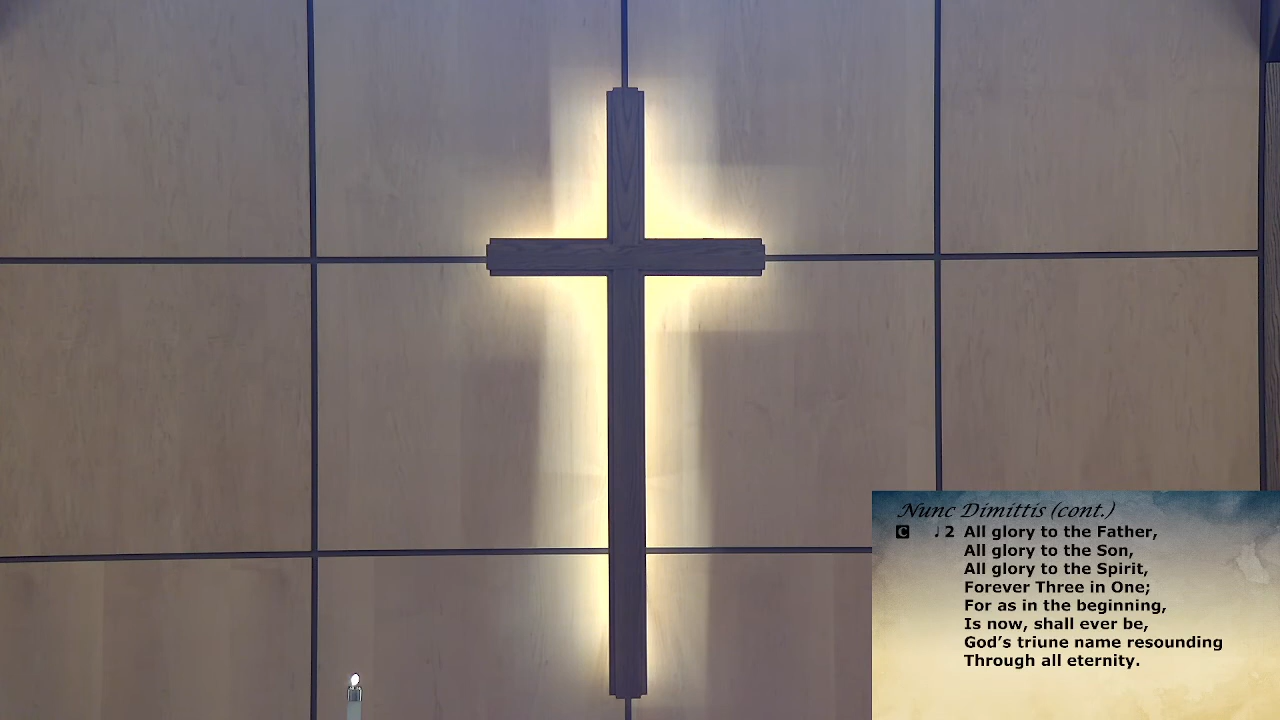 Nunc Dimittis (cont.)
C ♩ 2 All glory to the Father,
All glory to the Son,
All glory to the Spirit,
Forever Three in One;
For as in the beginning,
Is now, shall ever be,
God's triune name resounding
Through all eternity.